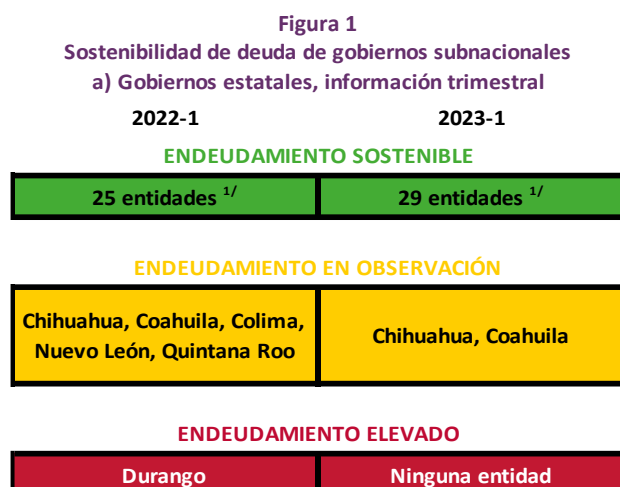 Figura 1
Sostenibilidad de deuda de gobiernos subnacionales
a) Gobiernos estatales, información trimestral
2022-1 2023-1
ENDEUDAMIENTO SOSTENIBLE
25 entidades 1/ 29 entidades 1/
ENDEUDAMIENTO EN OBSERVACIÓN
Chihuahua, Coahuila, Colima,
Nuevo León, Quintana Roo
Chihuahua, Coahuila
ENDEUDAMIENTO ELEVADO
Durango Ninguna entidad